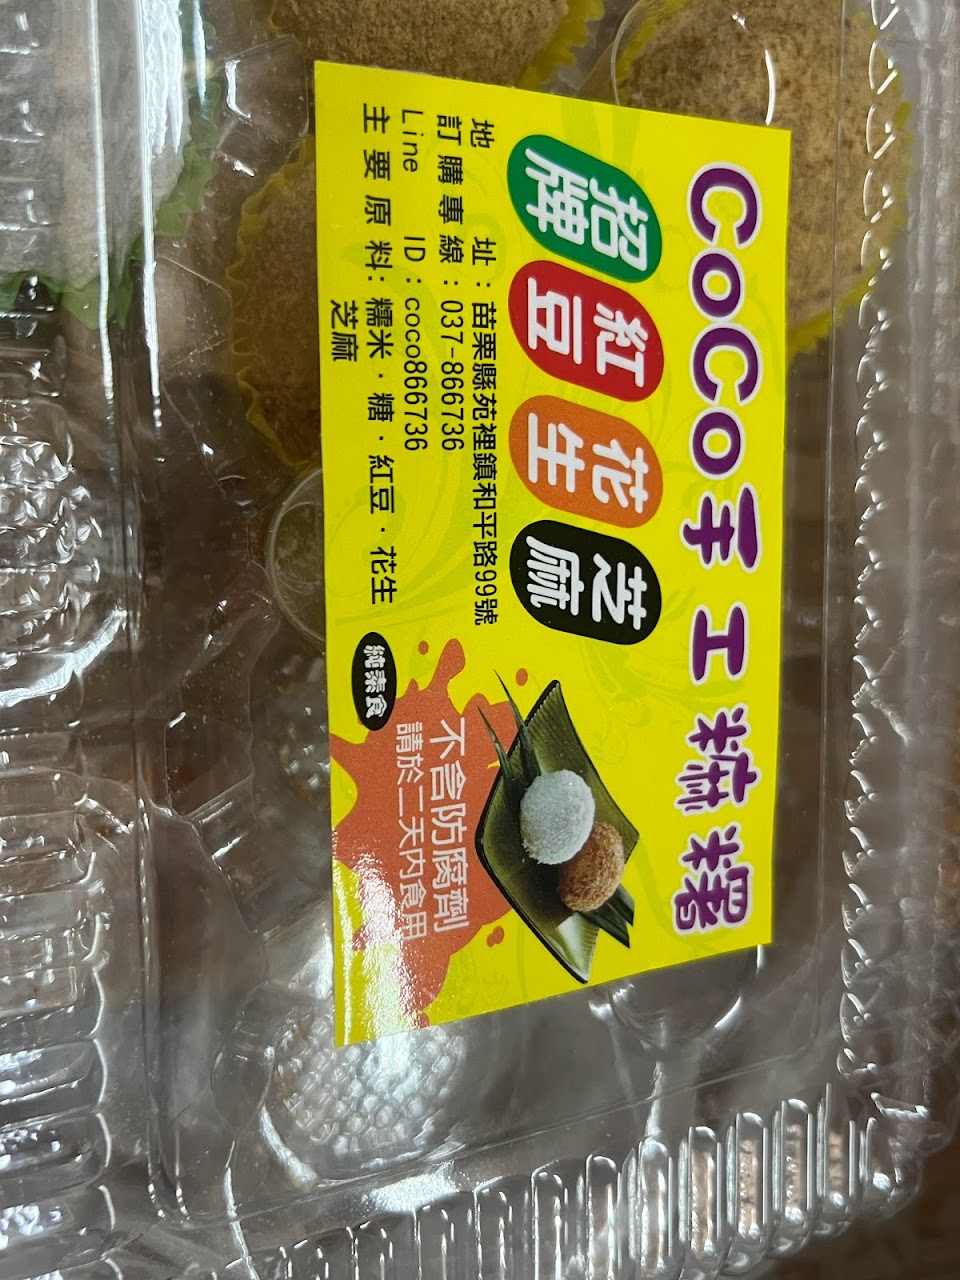 CoCo手工麻糬
招牌 紅豆 花生 芝麻
地址：苗栗縣苑裡鎮和平路99號
訂購專線：037-866736
Line ID：coco866736
主要原料：糯米．糖．紅豆．花生
芝麻
純素食
不含防腐劑
請於二天內食用